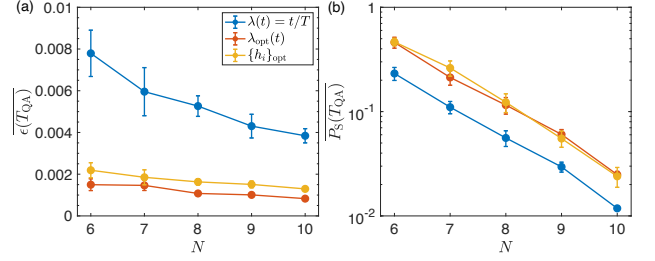 (a)
0.01
0.008
0.006
0.004
0.002
0
6 7 8 9 10
N
ϵ(T_QA)
λ(t) = t/T
λ_opt(t)
{h_i}_opt
(b)
10^0
10^-1
10^-2
6 7 8 9 10
N
P_S(T_QA)